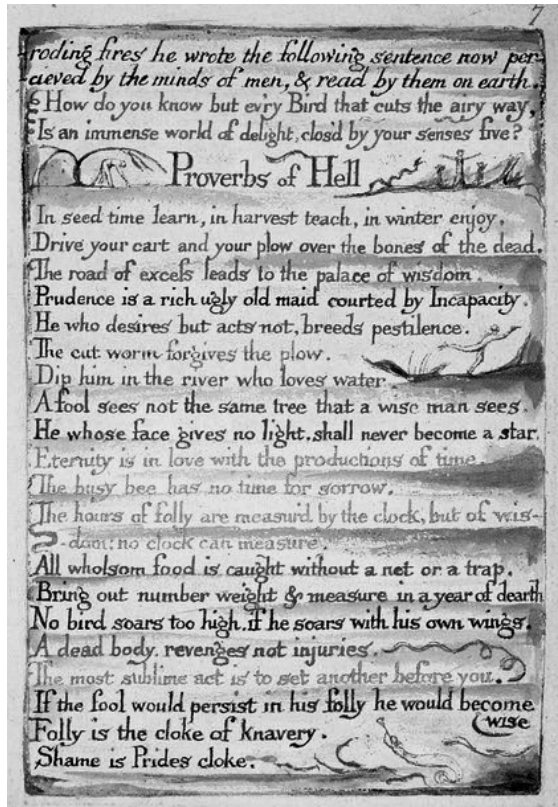 7
roding fires he wrote the following sentence now per-
cieved by the minds of men, & read by them on earth.
How do you know but ev'ry Bird that cuts the airy way,
Is an immense world of delight, clos'd by your senses five?
Proverbs of Hell
In seed time learn, in harvest teach, in winter enjoy.
Drive your cart and your plow over the bones of the dead.
The road of excess leads to the palace of wisdom.
Prudence is a rich ugly old maid courted by Incapacity.
He who desires but acts not, breeds pestilence.
The cut worm forgives the plow.
Dip him in the river who loves water
A fool sees not the same tree that a wise man sees.
He whose face gives no light, shall never become a star.
Eternity is in love with the productions of time.
The busy bee has no time for sorrow.
The hours of folly are measur'd by the clock, but of wis-
-dom: no clock can measure.
All wholsom food is caught without a net or a trap.
Bring out number weight & measure in a year of dearth
No bird soars too high. if he soars with his own wings.
A dead body. revenges not injuries.
The most sublime act is to set another before you.
If the fool would persist in his folly he would become
wise
Folly is the cloke of knavery.
Shame is Prides cloke.